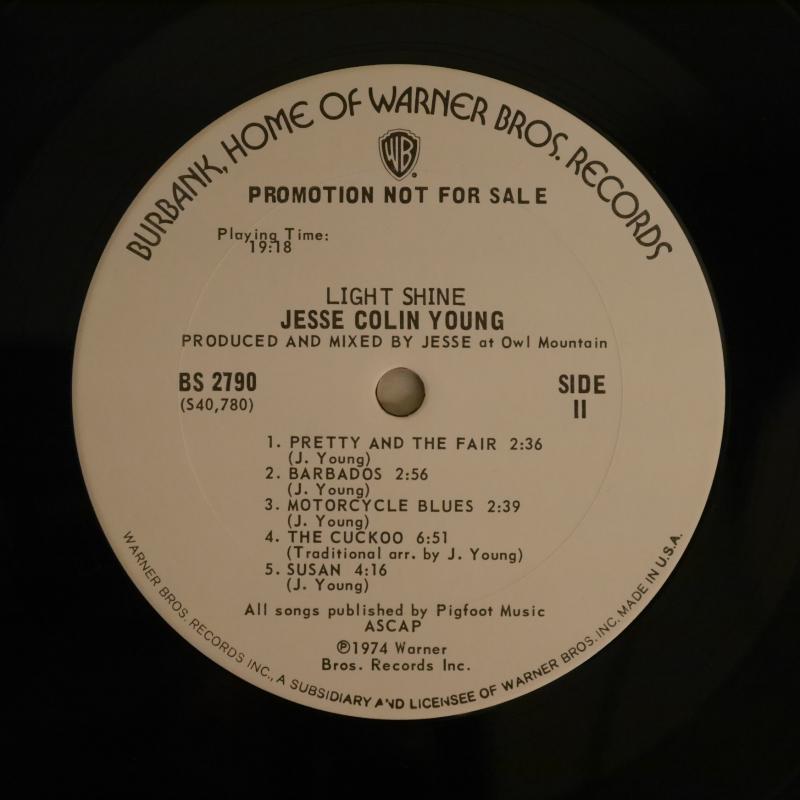 BURBANK, HOME OF WARNER BROS. RECORDS
WB
PROMOTION NOT FOR SALE
Playing Time:
19:18
LIGHT SHINE
JESSE COLIN YOUNG
PRODUCED AND MIXED BY JESSE at Owl Mountain
BS 2790
(S40,780)
SIDE
II
1. PRETTY AND THE FAIR 2:36
(J. Young)
2. BARBADOS 2:56
(J. Young)
3. MOTORCYCLE BLUES 2:39
(J. Young)
4. THE CUCKOO 6:51
(Traditional arr. by J. Young)
5. SUSAN 4:16
(J. Young)
All songs published by Pigfoot Music
ASCAP
℗1974 Warner
Bros. Records Inc.
WARNER BROS. RECORDS INC., A SUBSIDIARY AND LICENSEE OF WARNER BROS. INC. MADE IN U.S.A.